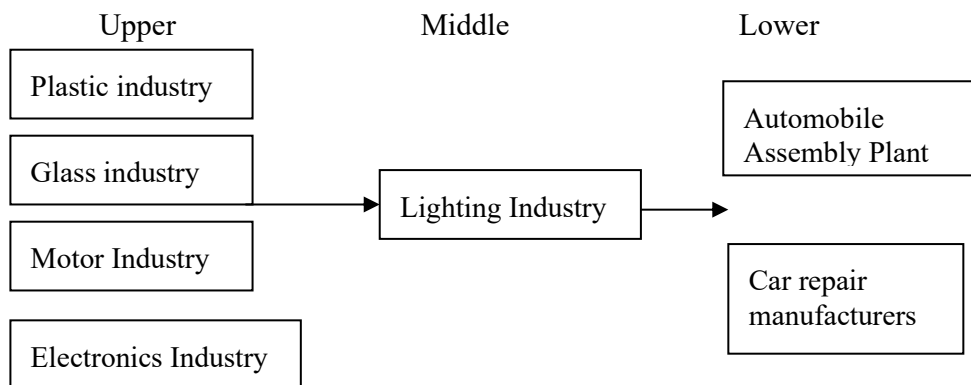 Upper Middle Lower
Plastic industry
Glass industry
Motor Industry
Electronics Industry
Lighting Industry
Automobile
Assembly Plant
Car repair
manufacturers